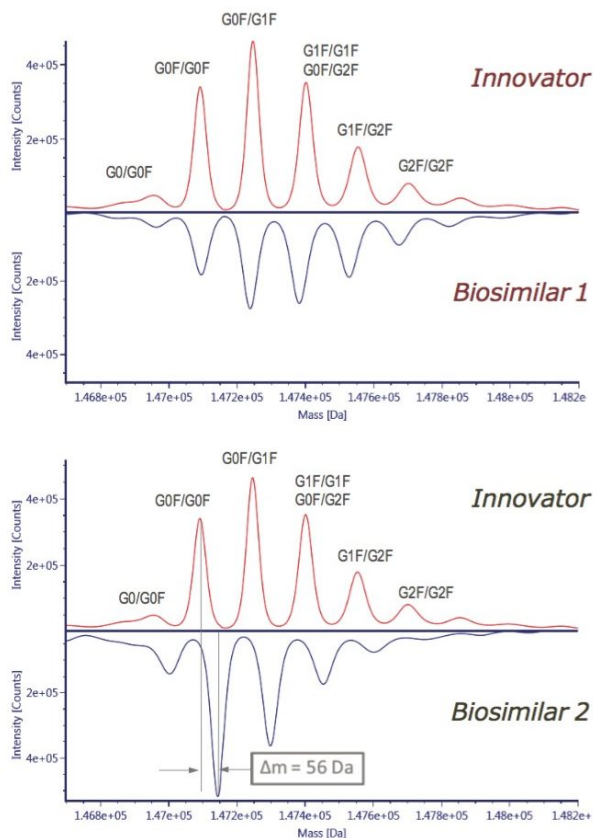 G0F/G1F
G1F/G1F
G0F/G0F
G0F/G2F
Innovator
G1F/G2F
G2F/G2F
G0/G0F
Intensity [Counts]
4e+05
2e+05
Intensity [Counts]
2e+05
4e+05
Biosimilar 1
1.468e+05 1.47e+05 1.472e+05 1.474e+05 1.476e+05 1.478e+05 1.48e+05 1.482e+
Mass [Da]
G0F/G1F
G1F/G1F
G0F/G0F
G0F/G2F
Innovator
G1F/G2F
G2F/G2F
G0/G0F
Intensity [Counts]
4e+05
2e+05
Intensity [Counts]
2e+05
4e+05
Biosimilar 2
Δm = 56 Da
1.468e+05 1.47e+05 1.472e+05 1.474e+05 1.476e+05 1.478e+05 1.48e+05 1.482e+
Mass [Da]